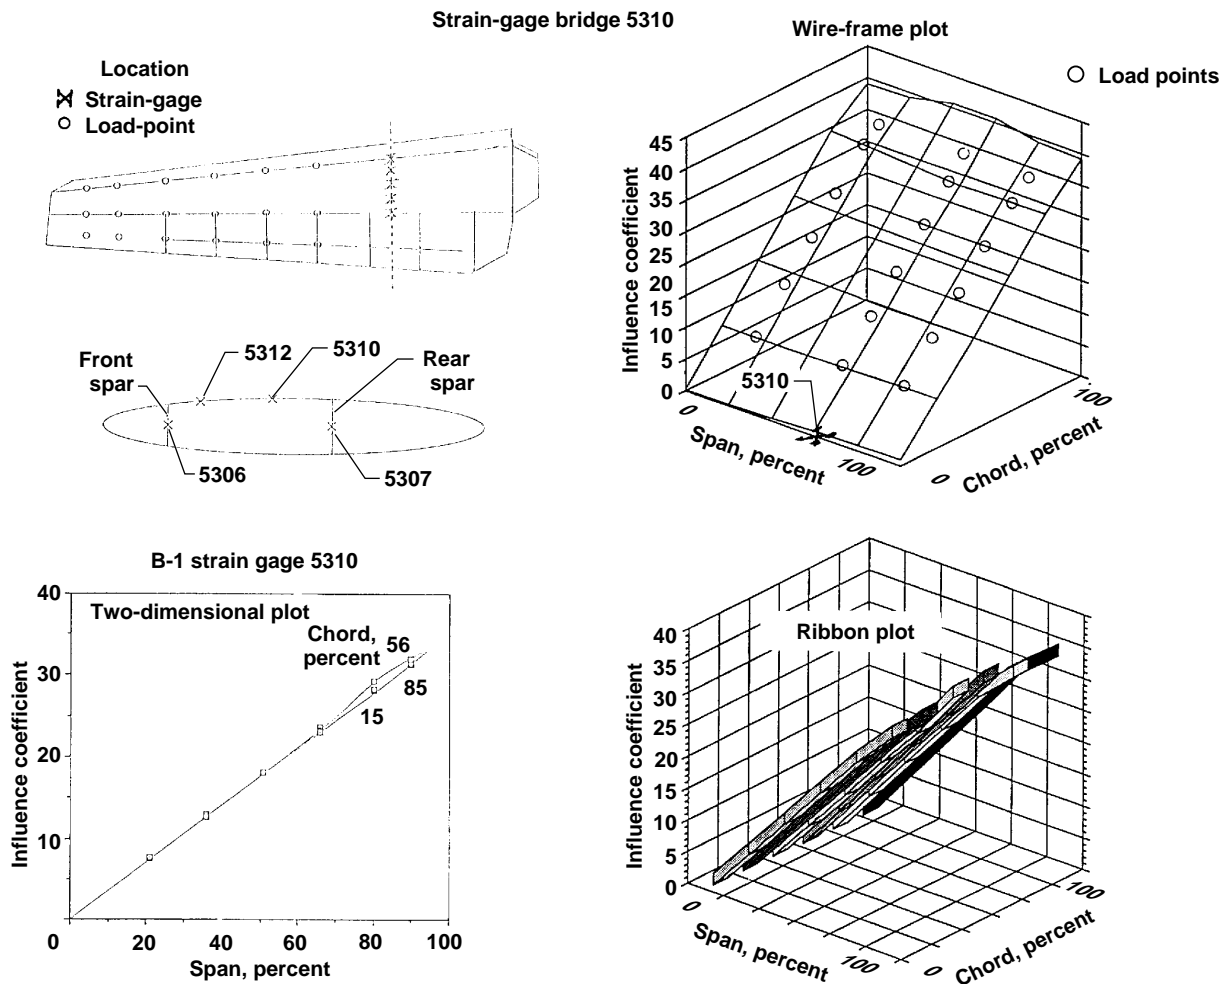 Strain-gage bridge 5310
Location
Strain-gage
Load-point
Front
spar
5312
5310
Rear
spar
5306
5307
Wire-frame plot
Load points
45
40
35
30
25
20
15
10
5
0
Influence coefficient
5310
0
Span, percent
100
0
Chord, percent
100
B-1 strain gage 5310
Two-dimensional plot
40
30
20
10
Influence coefficient
Chord,
percent
56
85
15
0
20
40
60
80
100
Span, percent
Ribbon plot
40
35
30
25
20
15
10
5
0
Influence coefficient
0
Span, percent
100
0
Chord, percent
100